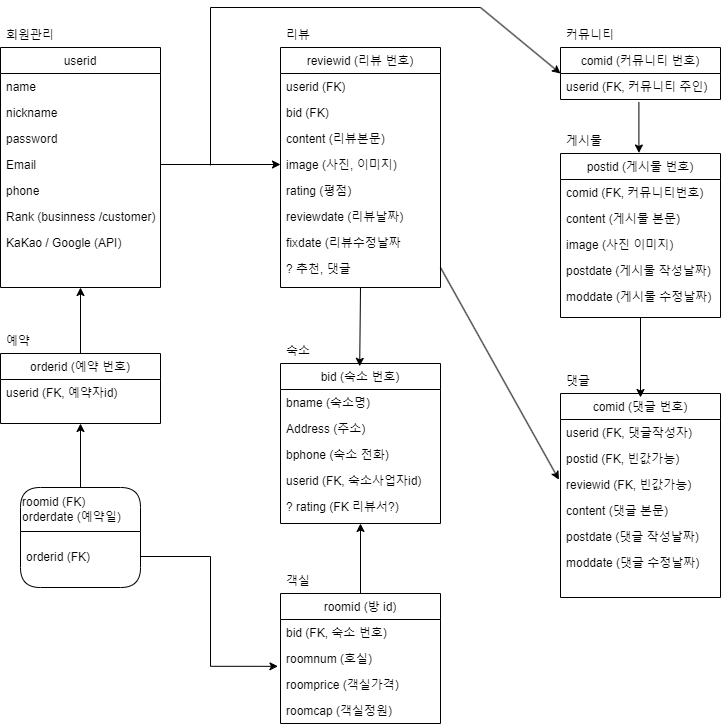 회원관리
userid
name
nickname
password
Email
phone
Rank (businness /customer)
KaKao / Google (API)
예약
orderid (예약 번호)
userid (FK, 예약자id)
roomid (FK)
orderdate (예약일)
orderid (FK)
리뷰
reviewid (리뷰 번호)
userid (FK)
bid (FK)
content (리뷰본문)
image (사진, 이미지)
rating (평점)
reviewdate (리뷰날짜)
fixdate (리뷰수정날짜
? 추천, 댓글
숙소
bid (숙소 번호)
bname (숙소명)
Address (주소)
bphone (숙소 전화)
userid (FK, 숙소사업자id)
? rating (FK 리뷰서?)
객실
roomid (방 id)
bid (FK, 숙소 번호)
roomnum (호실)
roomprice (객실가격)
roomcap (객실정원)
커뮤니티
comid (커뮤니티 번호)
userid (FK, 커뮤니티 주인)
게시물
postid (게시물 번호)
comid (FK, 커뮤니티번호)
content (게시물 본문)
image (사진 이미지)
postdate (게시물 작성날짜)
moddate (게시물 수정날짜)
댓글
comid (댓글 번호)
userid (FK, 댓글작성자)
postid (FK, 빈값가능)
reviewid (FK, 빈값가능)
content (댓글 본문)
postdate (댓글 작성날짜)
moddate (댓글 수정날짜)